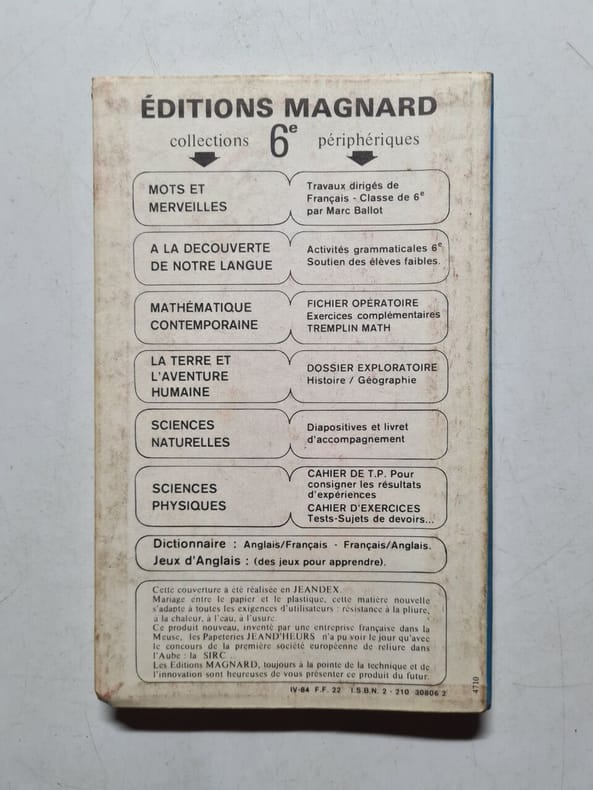 ÉDITIONS MAGNARD
collections 6e périphériques
MOTS ET
MERVEILLES
Travaux dirigés de
Français - Classe de 6e
par Marc Ballot
A LA DECOUVERTE
DE NOTRE LANGUE
Activités grammaticales 6e
Soutien des élèves faibles.
MATHÉMATIQUE
CONTEMPORAINE
FICHIER OPÉRATOIRE
Exercices complémentaires
TREMPLIN MATH
LA TERRE ET
L'AVENTURE
HUMAINE
DOSSIER EXPLORATOIRE
Histoire / Géographie
SCIENCES
NATURELLES
Diapositives et livret
d'accompagnement
SCIENCES
PHYSIQUES
CAHIER DE T.P. Pour
consigner les résultats
d'expériences
CAHIER D'EXERCICES
Tests-Sujets de devoirs...
Dictionnaire : Anglais/Français - Français/Anglais.
Jeux d'Anglais : (des jeux pour apprendre).
Cette couverture a été réalisée en JEANDEX.
Mariage entre le papier et le plastique, cette matière nouvelle
s'adapte à toutes les exigences d'utilisateurs : résistance à la pliure,
à la chaleur, à l'eau, à l'usure.
Ce produit nouveau, inventé par une entreprise française dans la
Meuse, les Papeteries JEAND'HEURS n'a pu voir le jour qu'avec
le concours de la première société européenne de reliure dans
l'Aube : la SIRC ...
Les Editions MAGNARD, toujours à la pointe de la technique et de
l'innovation sont heureuses de vous présenter ce produit du futur.
IV-84 F.F. 22 I.S.B.N. 2 - 210 30806 2
4710